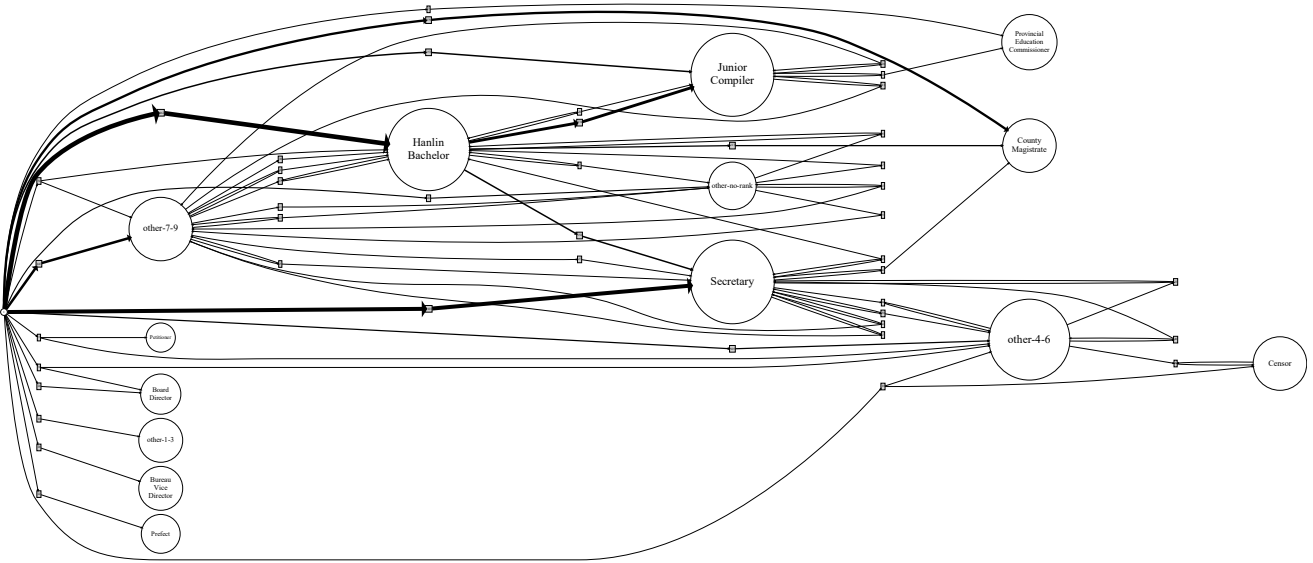 Provincial
Education
Commissioner
Junior
Compiler
Hanlin
Bachelor
County
Magistrate
other-no-rank
other-7-9
Secretary
Petitioner
other-4-6
Censor
Board
Director
other-1-3
Bureau
Vice
Director
Prefect